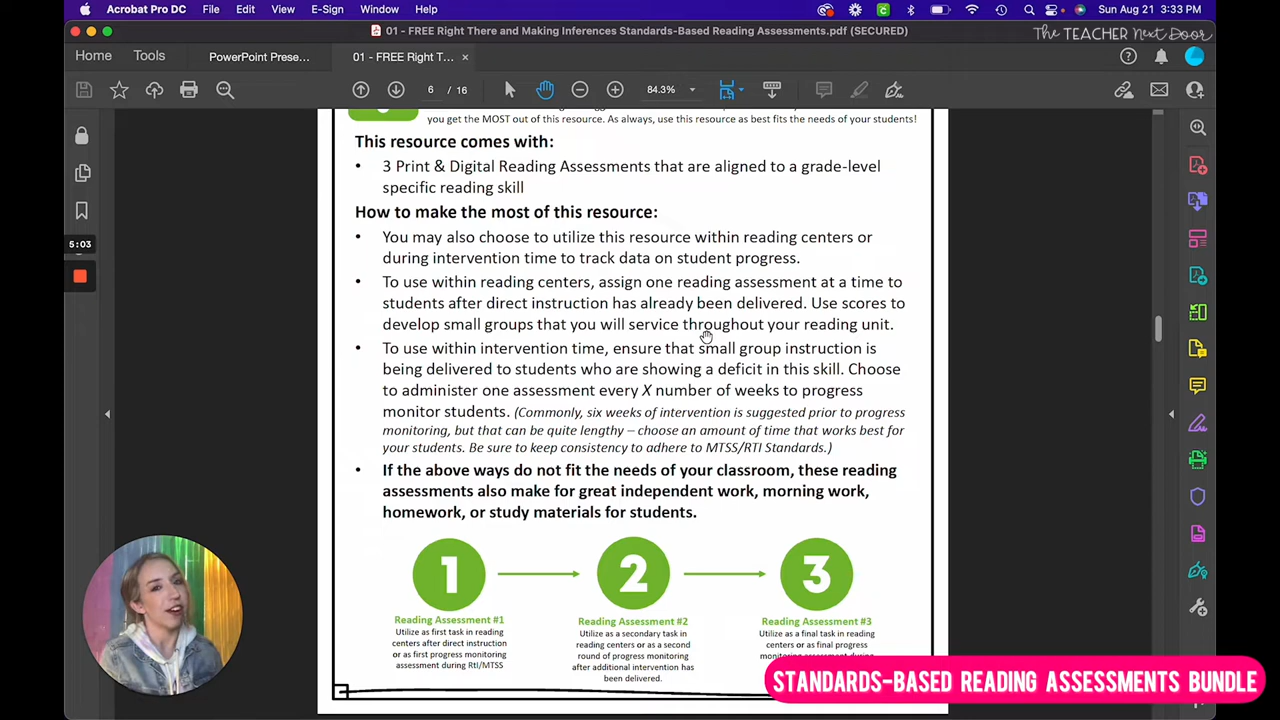 Acrobat Pro DC File Edit View E-Sign Window Help Sun Aug 21 3:33 PM
01 - FREE Right There and Making Inferences Standards-Based Reading Assessments.pdf (SECURED)
The TEACHER Next Door
Home Tools PowerPoint Prese... 01 - FREE Right T... ×
6 / 16 84.3%
you get the MOST out of this resource. As always, use this resource as best fits the needs of your students!
This resource comes with:
• 3 Print & Digital Reading Assessments that are aligned to a grade-level
specific reading skill
How to make the most of this resource:
• You may also choose to utilize this resource within reading centers or
during intervention time to track data on student progress.
• To use within reading centers, assign one reading assessment at a time to
students after direct instruction has already been delivered. Use scores to
develop small groups that you will service throughout your reading unit.
• To use within intervention time, ensure that small group instruction is
being delivered to students who are showing a deficit in this skill. Choose
to administer one assessment every X number of weeks to progress
monitor students. (Commonly, six weeks of intervention is suggested prior to progress
monitoring, but that can be quite lengthy – choose an amount of time that works best for
your students. Be sure to keep consistency to adhere to MTSS/RTI Standards.)
• If the above ways do not fit the needs of your classroom, these reading
assessments also make for great independent work, morning work,
homework, or study materials for students.
5:03
1
2
3
Reading Assessment #1
Utilize as first task in reading
centers after direct instruction
or as first progress monitoring
assessment during RtI/MTSS
Reading Assessment #2
Utilize as a secondary task in
reading centers or as a second
round of progress monitoring
after additional intervention has
been delivered.
Reading Assessment #3
Utilize as a final task in reading
centers or as final progress
STANDARDS-BASED READING ASSESSMENTS BUNDLE